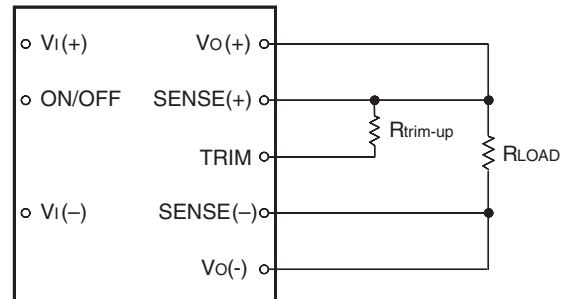 VI(+) VO(+)
ON/OFF SENSE(+)
Rtrim-up
TRIM RLOAD
VI(–) SENSE(–)
VO(-)